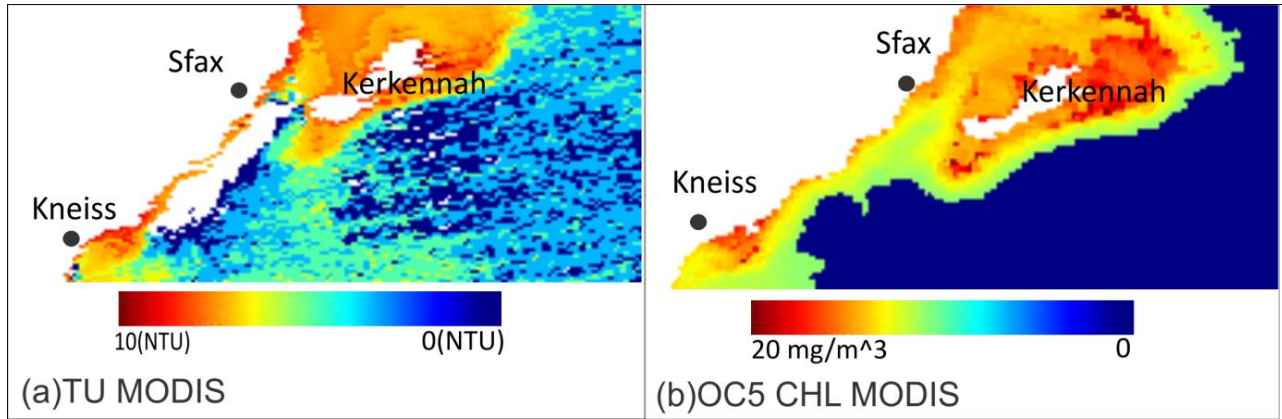 Sfax
Kerkennah
Kneiss
10(NTU) 0(NTU)
(a)TU MODIS
Sfax
Kerkennah
Kneiss
20 mg/m^3 0
(b)OC5 CHL MODIS